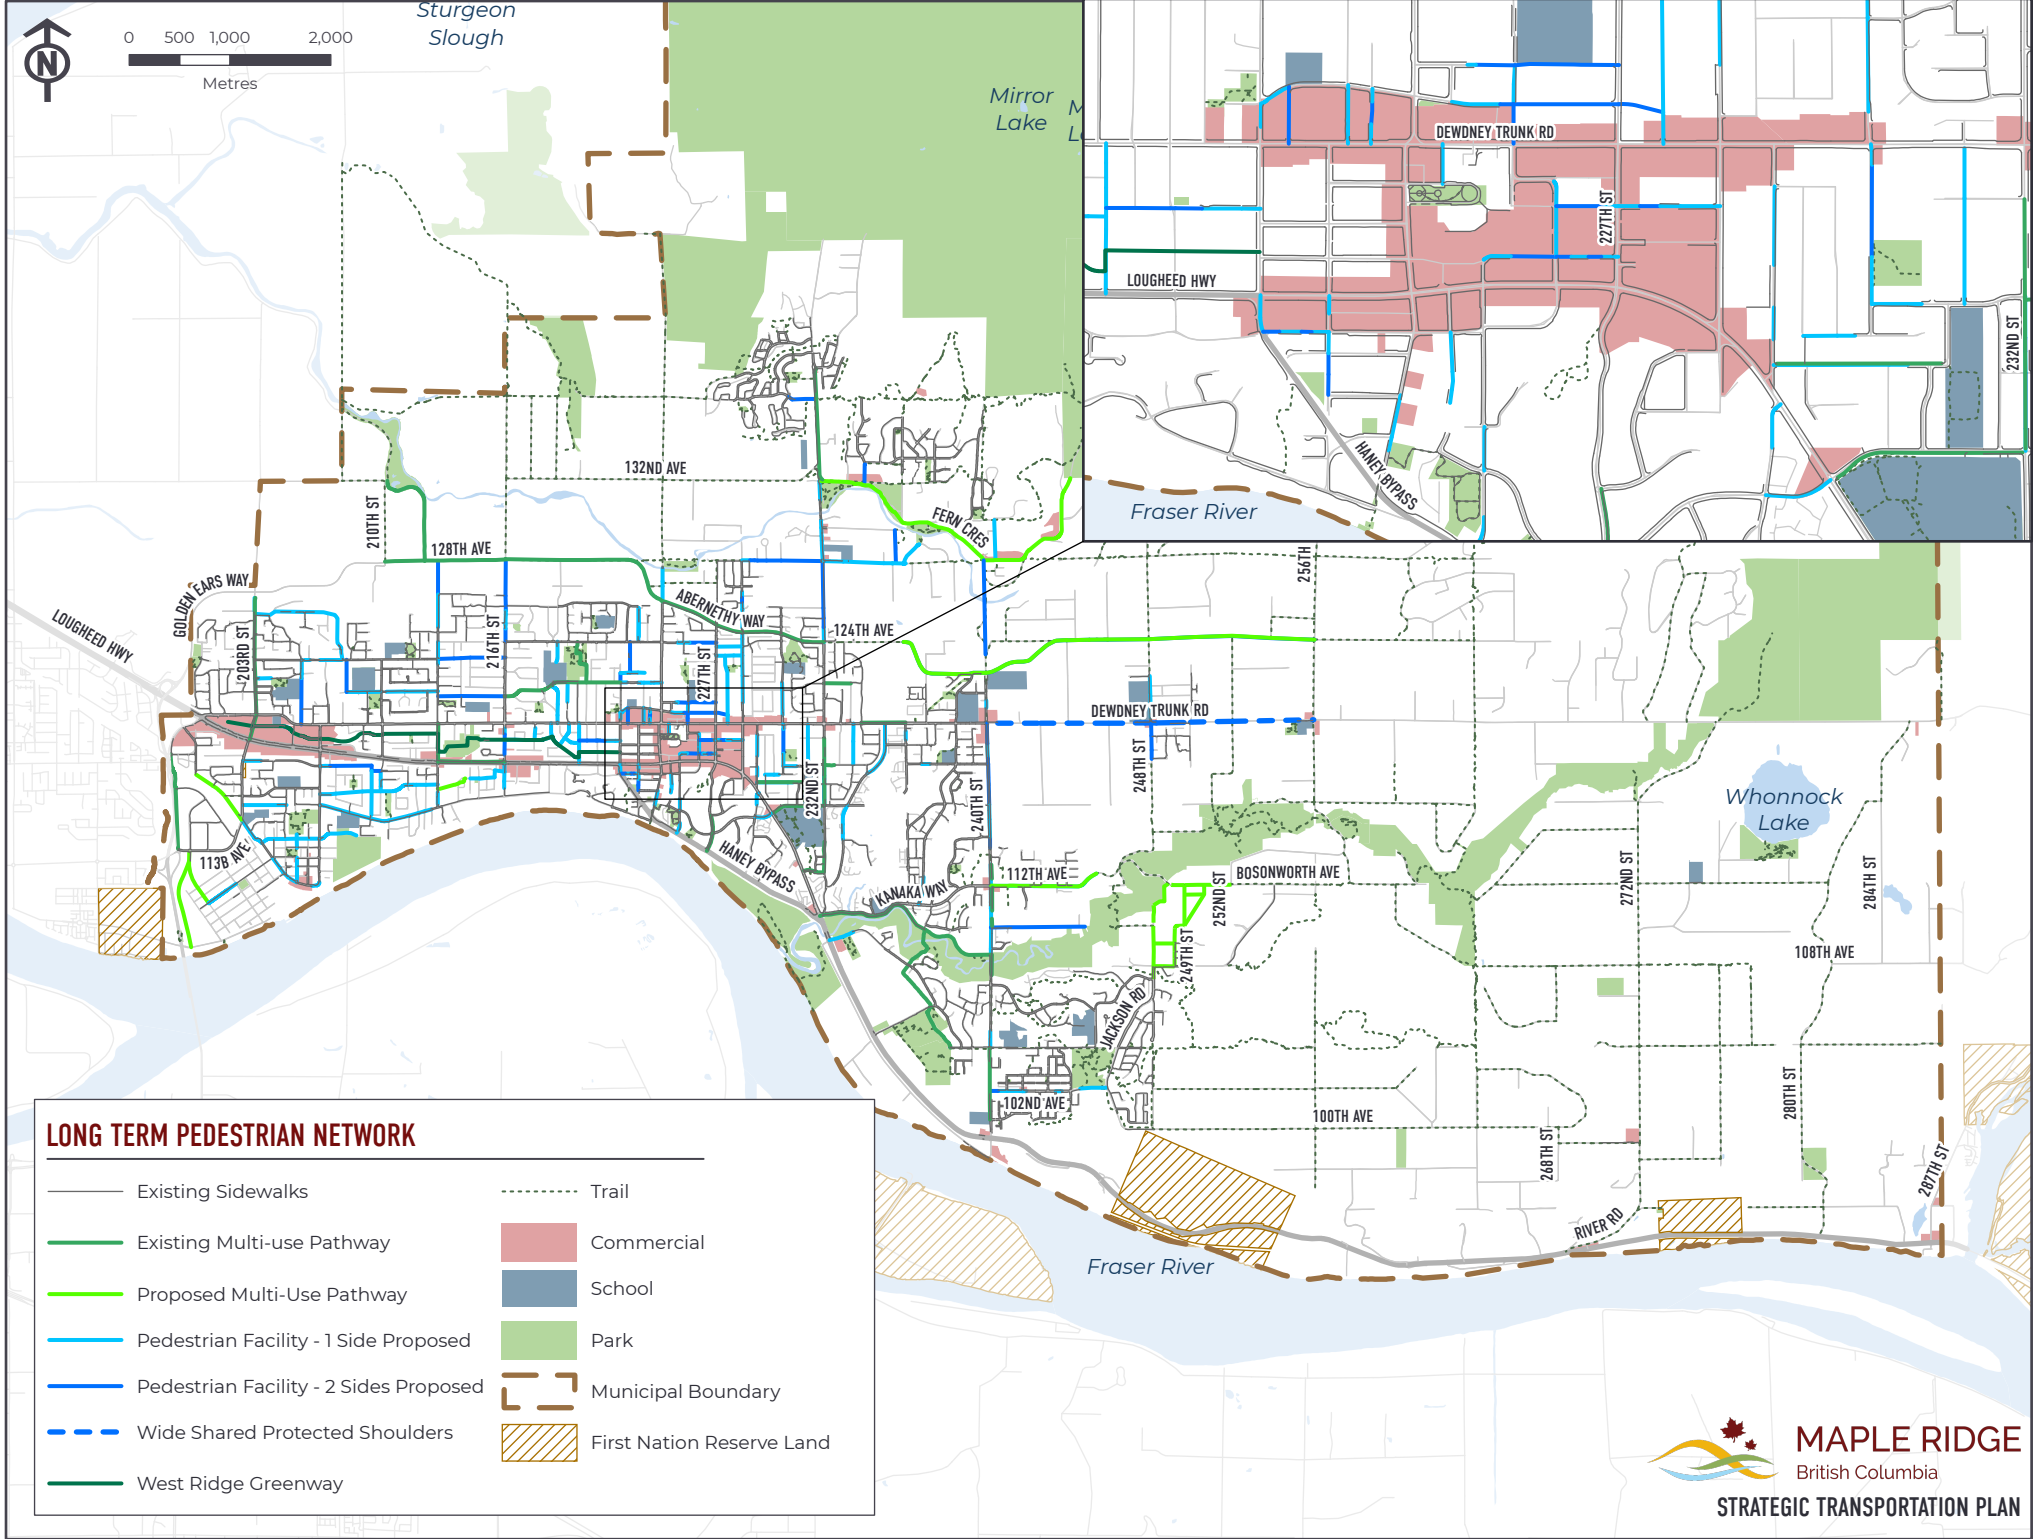 Sturgeon
Slough
0 500 1,000 2,000
Metres
N
Mirror
Lake
M
L
DEWDNEY TRUNK RD
227TH ST
LOUGHEED HWY
232ND ST
HANEY BYPASS
Fraser River
132ND AVE
210TH ST
128TH AVE
FERN CRES
256TH
GOLDEN EARS WAY
LOUGHEED HWY
203RD ST
216TH ST
ABERNETHY WAY
124TH AVE
227TH ST
DEWDNEY TRUNK RD
248TH ST
232ND ST
240TH ST
Whonnock
Lake
113B AVE
HANEY BYPASS
KANAKA WAY
112TH AVE
BOSONWORTH AVE
252ND ST
272ND ST
284TH ST
249TH ST
108TH AVE
JACKSON RD
102ND AVE
100TH AVE
280TH ST
268TH ST
287TH ST
RIVER RD
Fraser River
LONG TERM PEDESTRIAN NETWORK
Existing Sidewalks
Existing Multi-use Pathway
Proposed Multi-Use Pathway
Pedestrian Facility - 1 Side Proposed
Pedestrian Facility - 2 Sides Proposed
Wide Shared Protected Shoulders
West Ridge Greenway
Trail
Commercial
School
Park
Municipal Boundary
First Nation Reserve Land
MAPLE RIDGE
British Columbia
STRATEGIC TRANSPORTATION PLAN